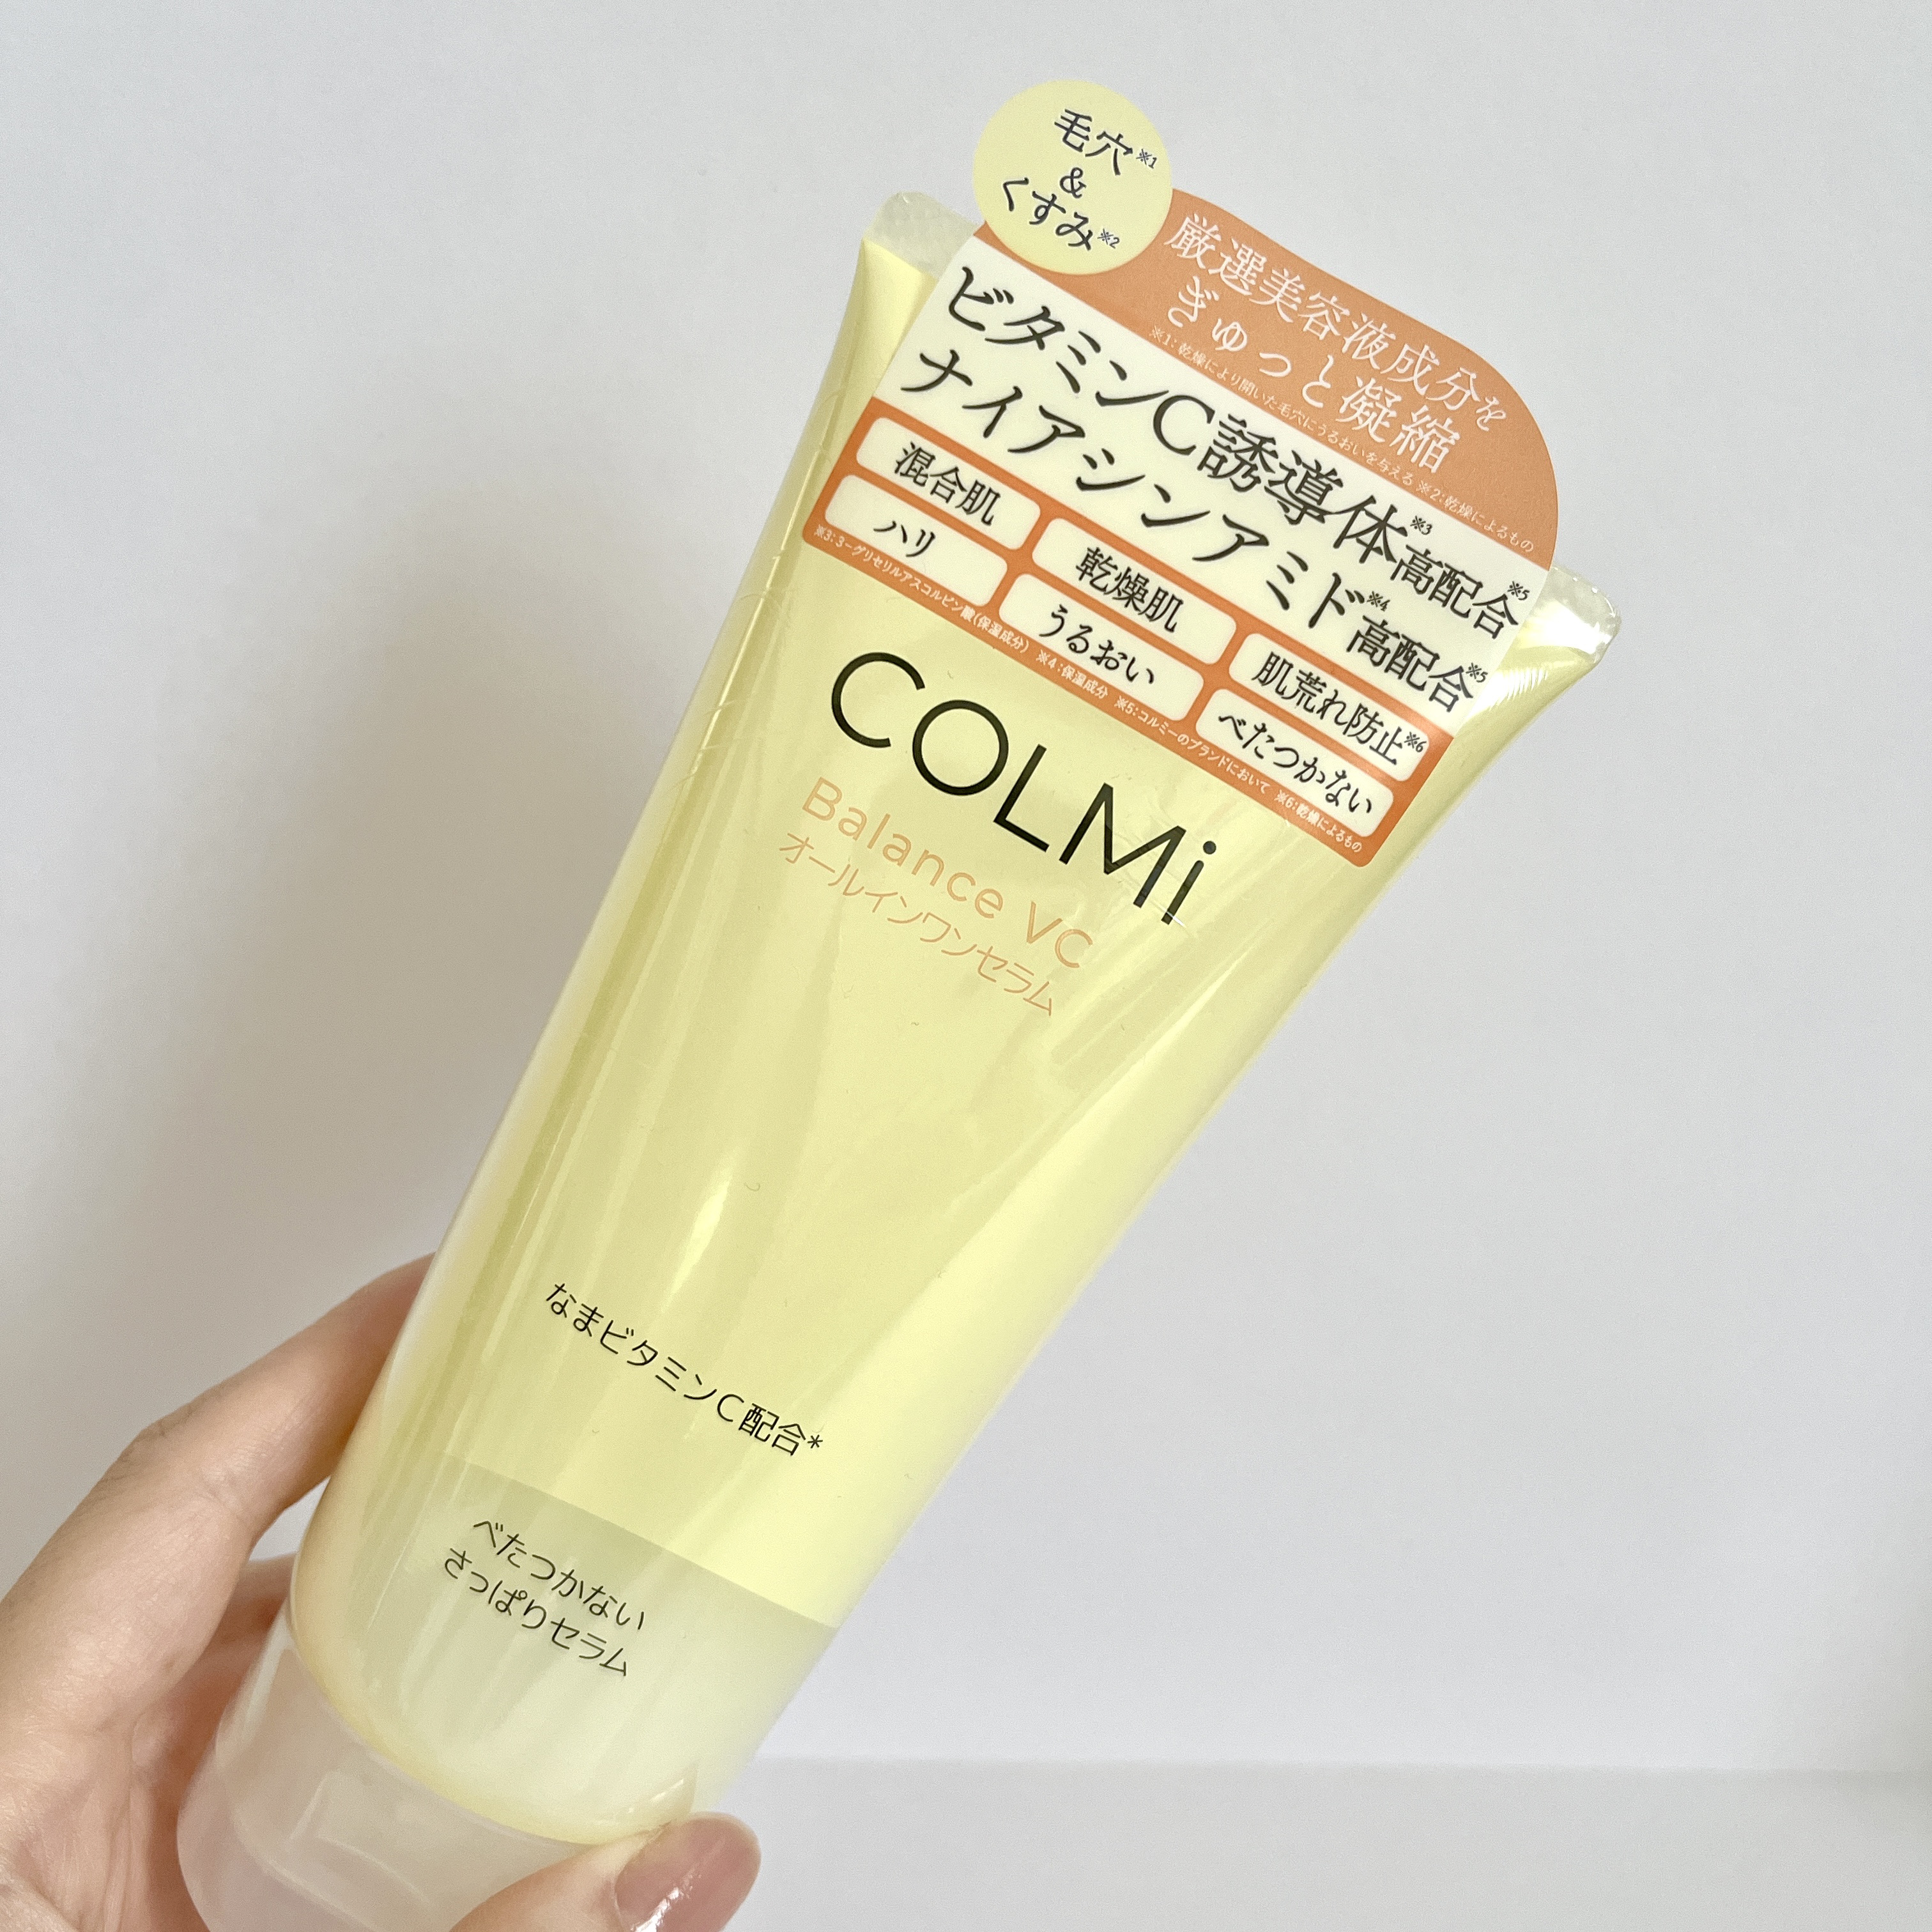 毛穴※1
&
くすみ※2
厳選美容液成分を
ぎゅっと凝縮
※1:乾燥により開いた毛穴にうるおいを与える ※2:乾燥によるもの
ビタミンC誘導体※3高配合※5
ナイアシンアミド※4高配合※5
混合肌 乾燥肌 肌荒れ防止※6
ハリ うるおい べたつかない
※3:3-グリセリルアスコルビン酸(保湿成分) ※4:保湿成分 ※5:コルミーのブランドにおいて ※6:乾燥によるもの
COLMi
Balance VC
オールインワンセラム
なまビタミンC配合*
べたつかない
さっぱりセラム